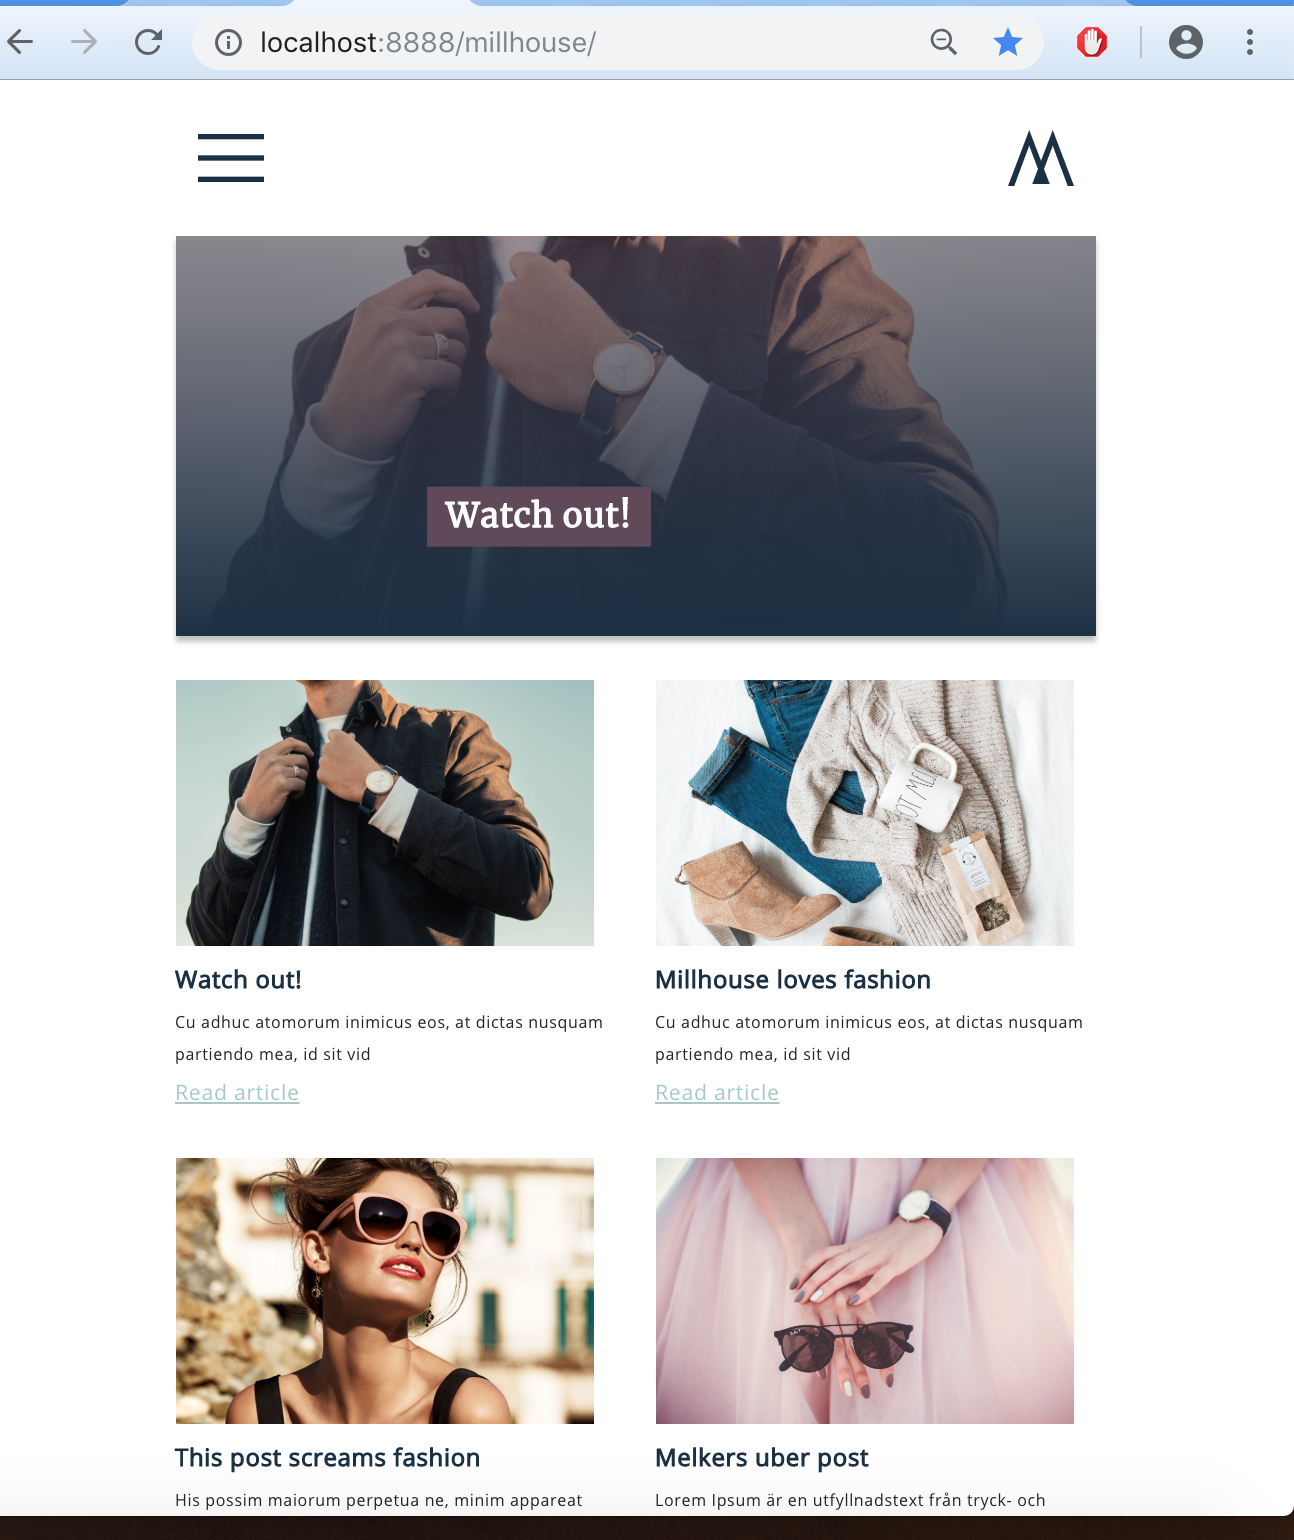 localhost:8888/millhouse/
Watch out!
Watch out!
Millhouse loves fashion
Cu adhuc atomorum inimicus eos, at dictas nusquam
partiendo mea, id sit vid
Read article
Cu adhuc atomorum inimicus eos, at dictas nusquam
partiendo mea, id sit vid
Read article
This post screams fashion
Melkers uber post
His possim maiorum perpetua ne, minim appareat
Lorem Ipsum är en utfyllnadstext från tryck- och